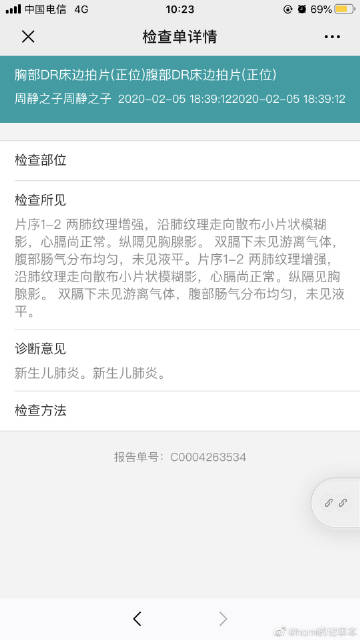 中国电信 4G 10:23 69%
检查单详情
胸部DR床边拍片(正位)腹部DR床边拍片(正位)
周静之子周静之子 2020-02-05 18:39:122020-02-05 18:39:12
检查部位
检查所见
片序1-2 两肺纹理增强，沿肺纹理走向散布小片状模糊
影，心膈尚正常。纵隔见胸腺影。 双膈下未见游离气体，
腹部肠气分布均匀，未见液平。片序1-2 两肺纹理增强，
沿肺纹理走向散布小片状模糊影，心膈尚正常。纵隔见胸
腺影。 双膈下未见游离气体，腹部肠气分布均匀，未见液
平。
诊断意见
新生儿肺炎。新生儿肺炎。
检查方法
报告单号：C0004263534